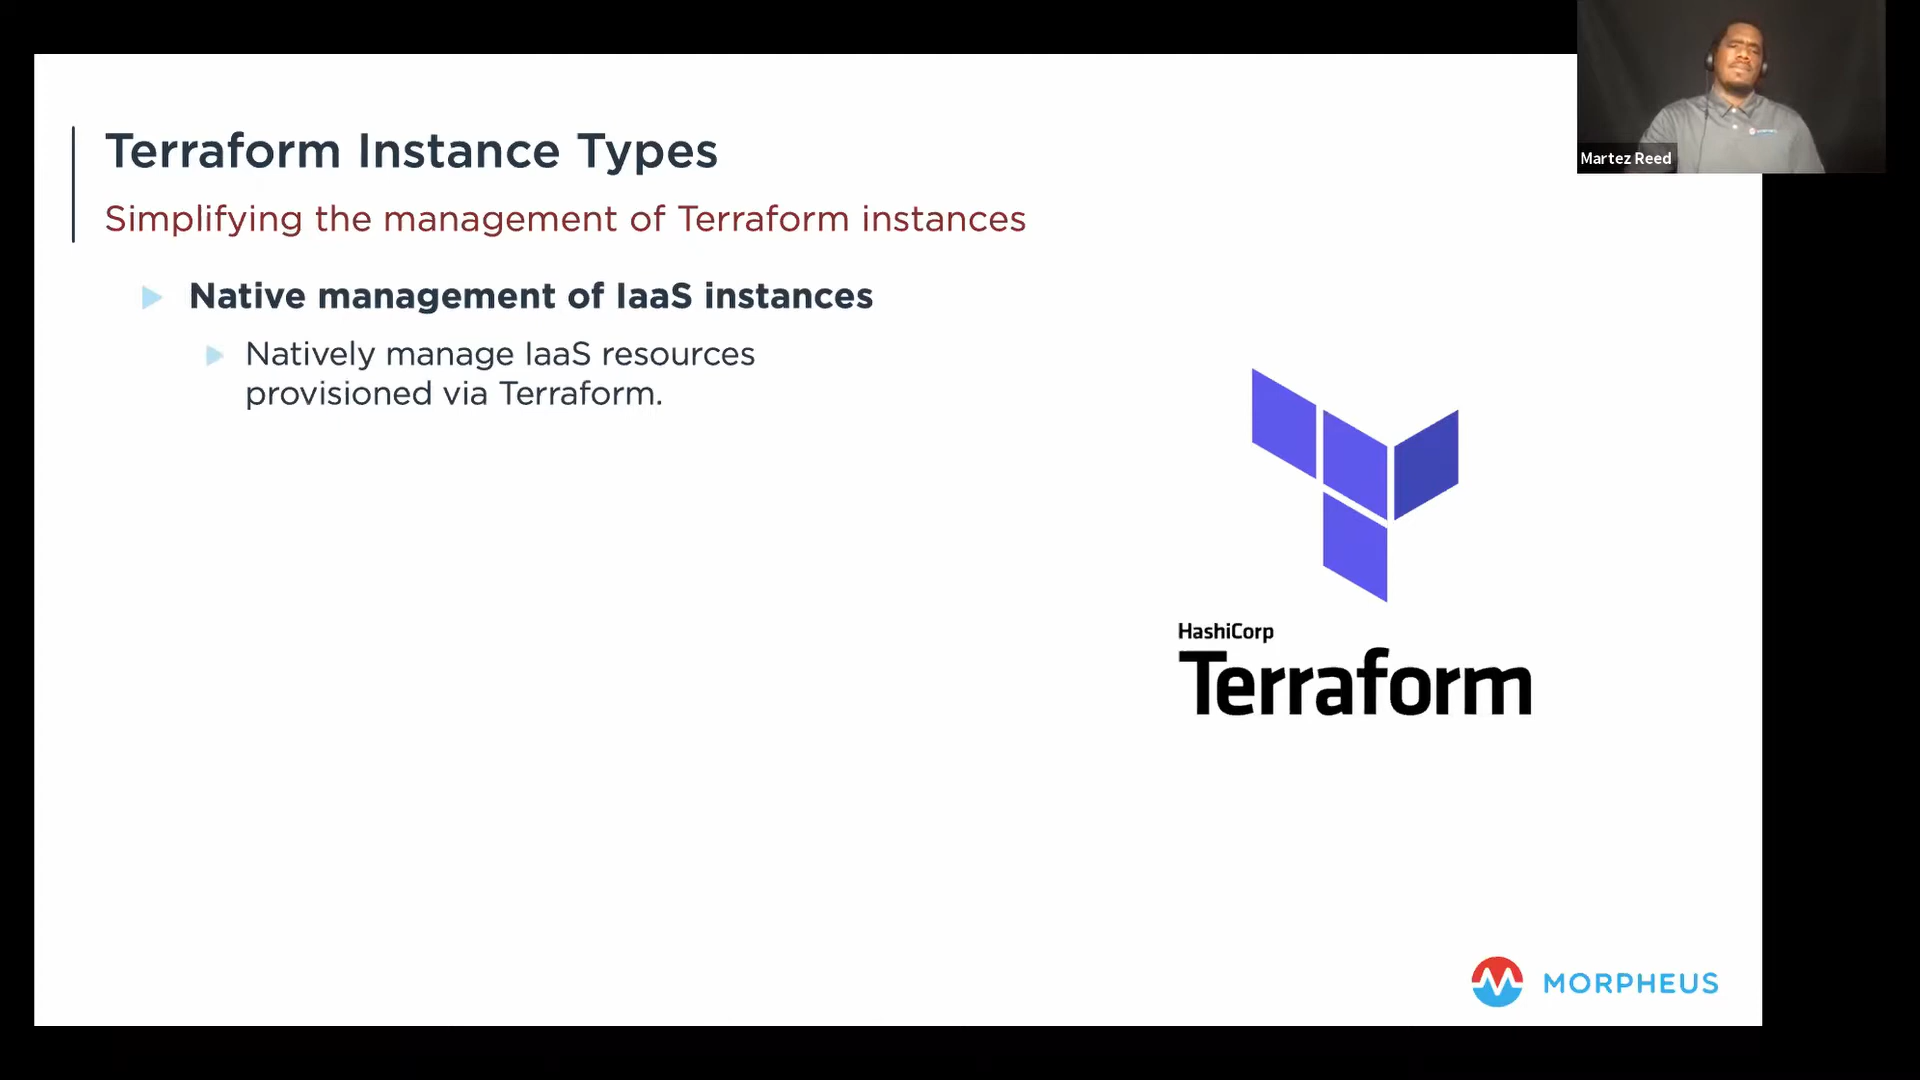 Martez Reed
Terraform Instance Types
Simplifying the management of Terraform instances
Native management of IaaS instances
Natively manage IaaS resources
provisioned via Terraform.
HashiCorp
Terraform
MORPHEUS